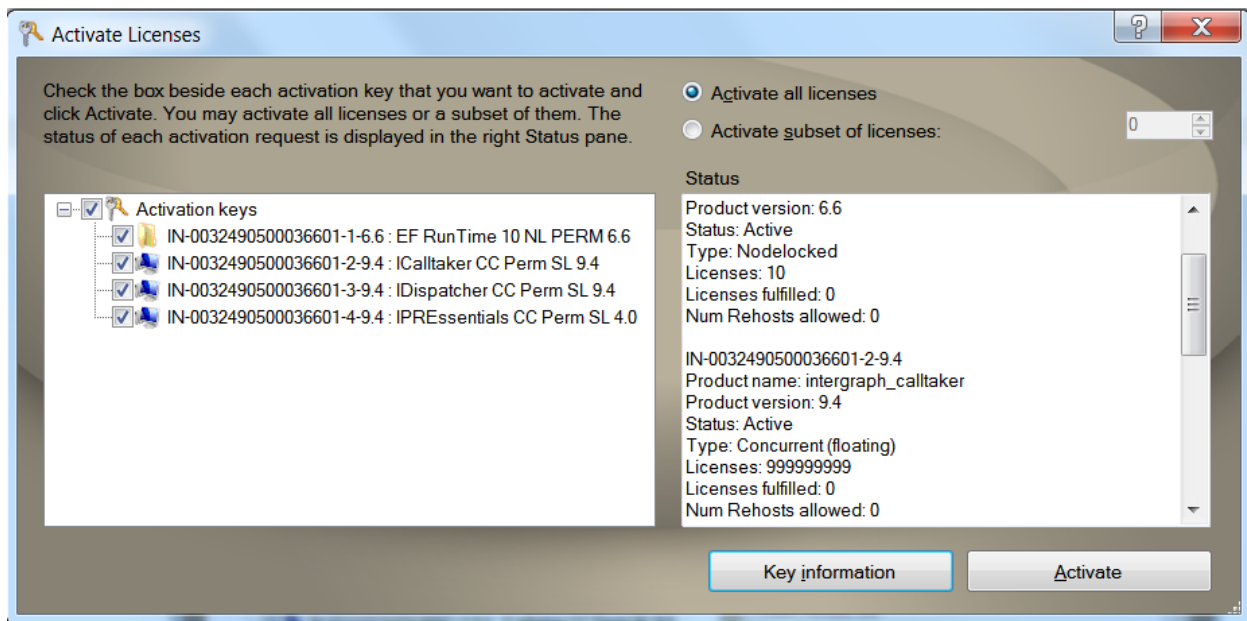 Activate Licenses
Check the box beside each activation key that you want to activate and
click Activate. You may activate all licenses or a subset of them. The
status of each activation request is displayed in the right Status pane.
Activate all licenses
Activate subset of licenses:
0
Activation keys
IN-0032490500036601-1-6.6 : EF RunTime 10 NL PERM 6.6
IN-0032490500036601-2-9.4 : ICalltaker CC Perm SL 9.4
IN-0032490500036601-3-9.4 : IDispatcher CC Perm SL 9.4
IN-0032490500036601-4-9.4 : IPREssentials CC Perm SL 4.0
Status
Product version: 6.6
Status: Active
Type: Nodelocked
Licenses: 10
Licenses fulfilled: 0
Num Rehosts allowed: 0
IN-0032490500036601-2-9.4
Product name: intergraph_calltaker
Product version: 9.4
Status: Active
Type: Concurrent (floating)
Licenses: 999999999
Licenses fulfilled: 0
Num Rehosts allowed: 0
Key information
Activate